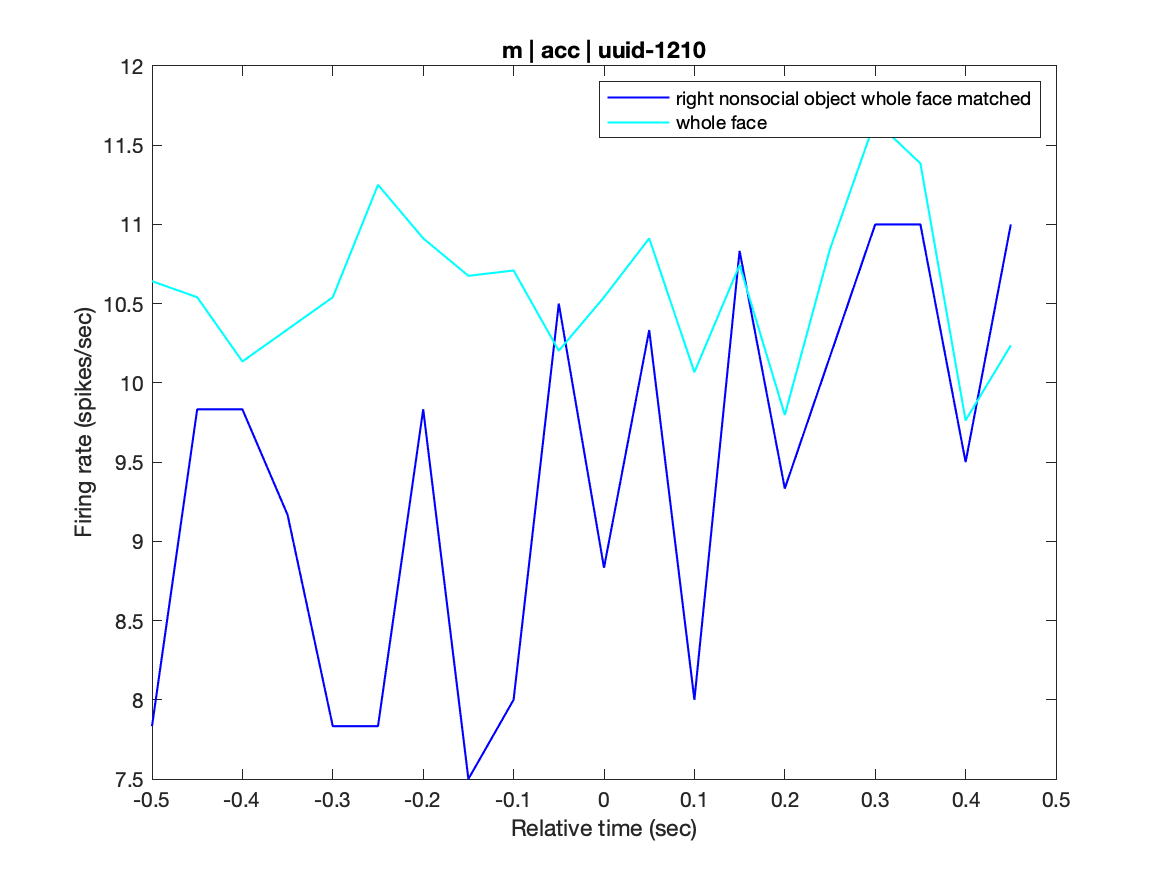 m | acc | uuid-1210
right nonsocial object whole face matched
whole face
12
11.5
11
10.5
10
9.5
9
8.5
8
7.5
Firing rate (spikes/sec)
-0.5 -0.4 -0.3 -0.2 -0.1 0 0.1 0.2 0.3 0.4 0.5
Relative time (sec)